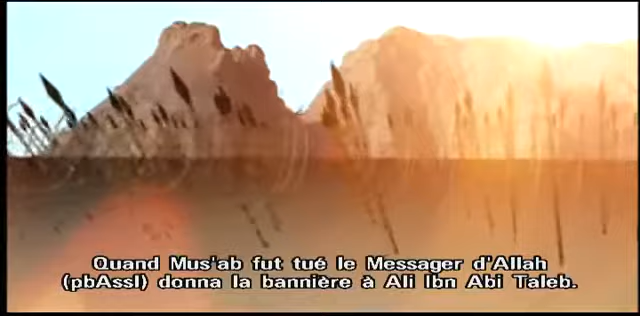 Quand Mus'ab fut tué le Messager d'Allah
(pbAssl) donna la bannière à Ali Ibn Abi Taleb.